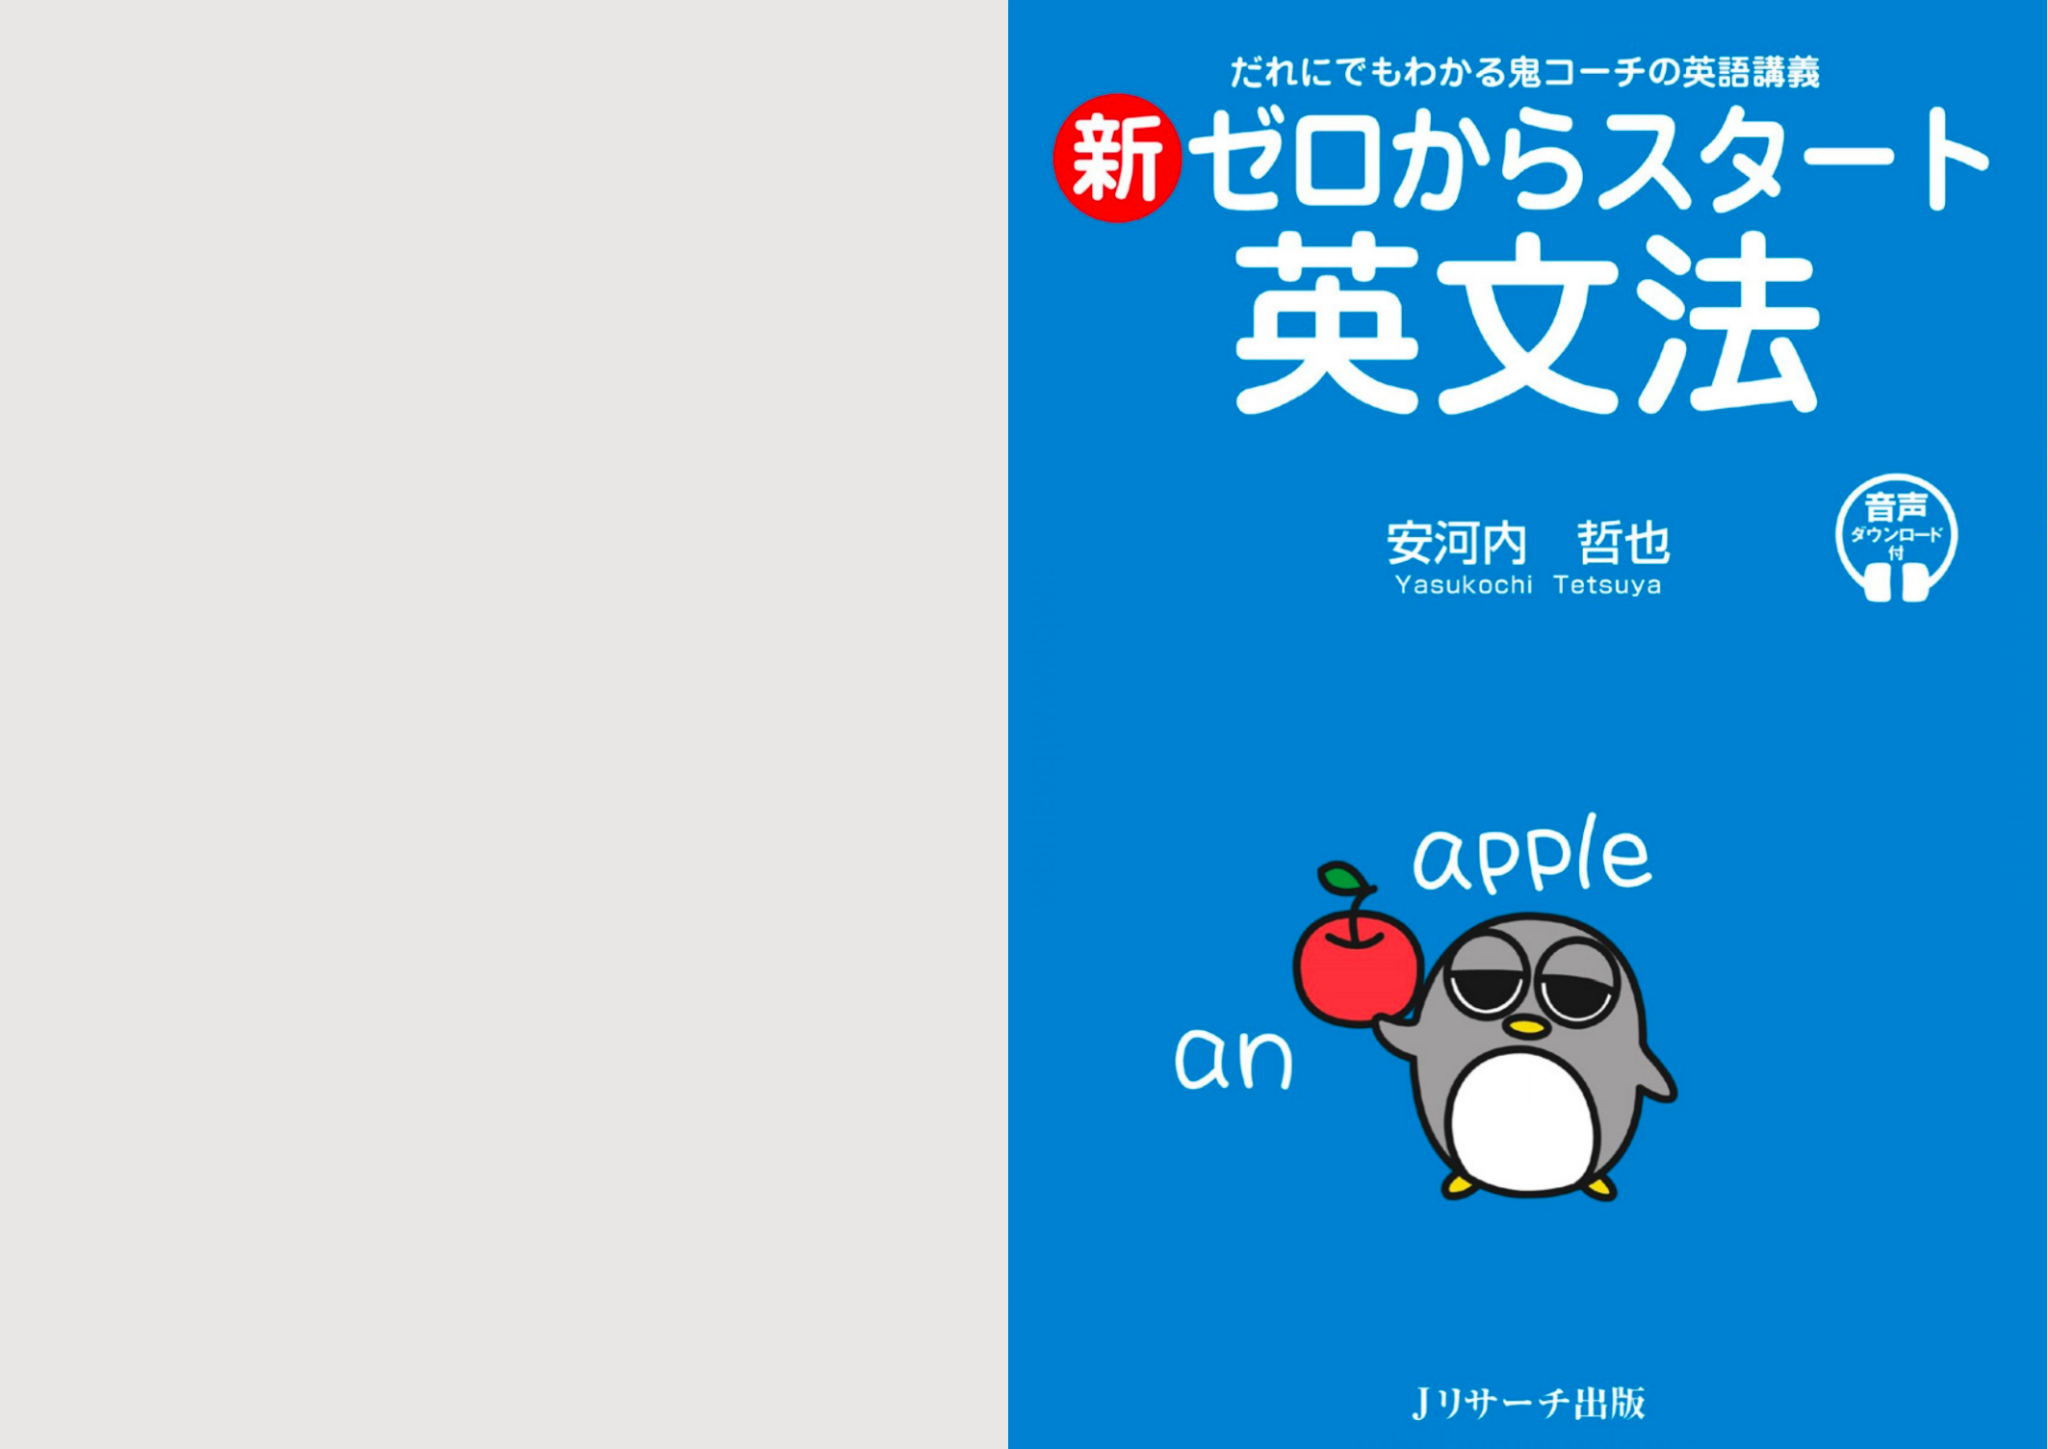 だれにでもわかる鬼コーチの英語講義
新ゼロからスタート
英文法
安河内 哲也
Yasukochi Tetsuya
音声
ダウンロード
付
apple
an
Jリサーチ出版